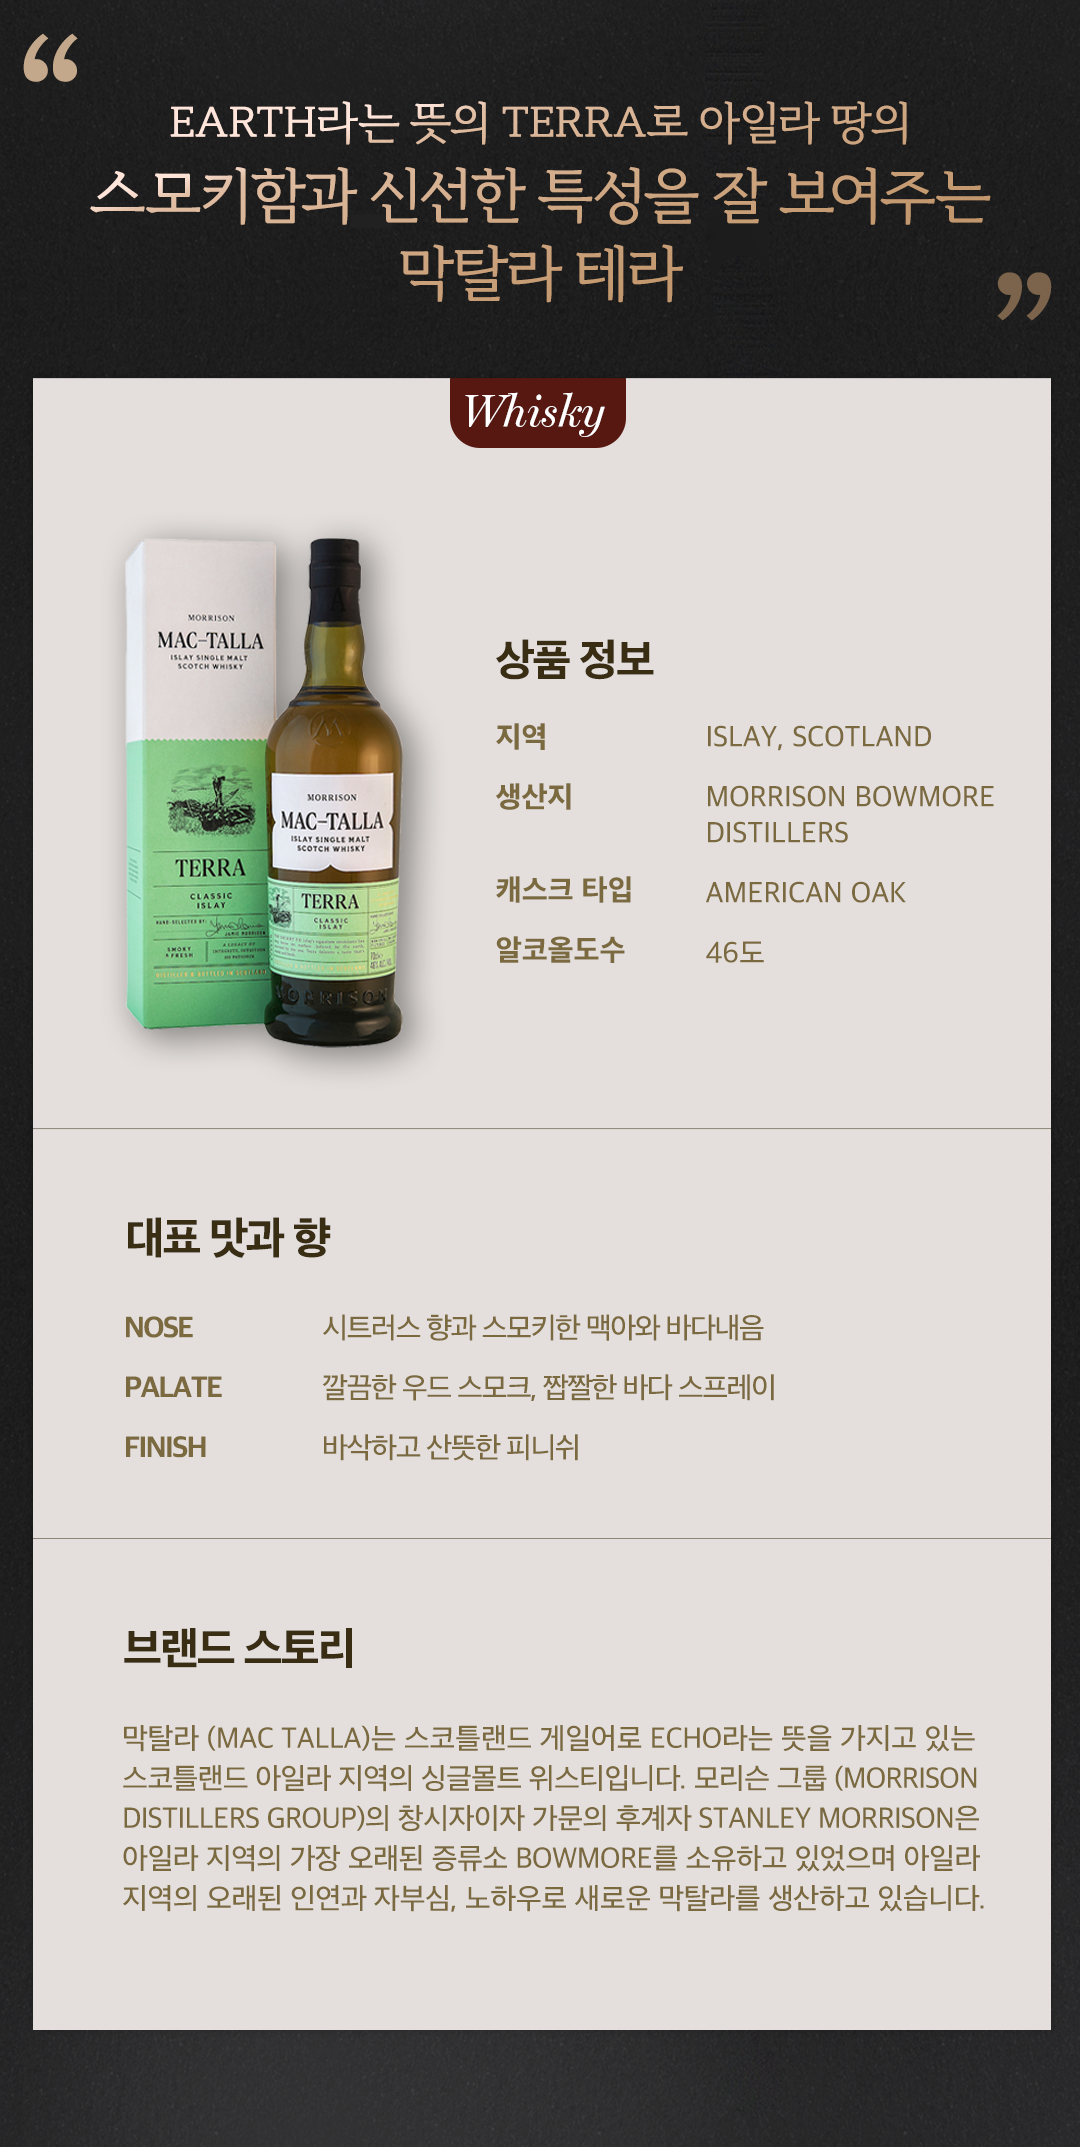 “
EARTH라는 뜻의 TERRA로 아일라 땅의
스모키함과 신선한 특성을 잘 보여주는
막탈라 테라
”
Whisky
MORRISON
MAC-TALLA
ISLAY SINGLE MALT
SCOTCH WHISKY
TERRA
CLASSIC
ISLAY
HAND-SELECTED BY:
JAMIE MORRISON
SMOKY
& FRESH
A LEGACY OF
MORRISON
MAC-TALLA
ISLAY SINGLE MALT
SCOTCH WHISKY
TERRA
CLASSIC
ISLAY
MORRISON
상품 정보
지역 ISLAY, SCOTLAND
생산지 MORRISON BOWMORE
DISTILLERS
캐스크 타입 AMERICAN OAK
알코올도수 46도
대표 맛과 향
NOSE 시트러스 향과 스모키한 맥아와 바다내음
PALATE 깔끔한 우드 스모크, 짭짤한 바다 스프레이
FINISH 바삭하고 산뜻한 피니쉬
브랜드 스토리
막탈라 (MAC TALLA)는 스코틀랜드 게일어로 ECHO라는 뜻을 가지고 있는
스코틀랜드 아일라 지역의 싱글몰트 위스티입니다. 모리슨 그룹 (MORRISON
DISTILLERS GROUP)의 창시자이자 가문의 후계자 STANLEY MORRISON은
아일라 지역의 가장 오래된 증류소 BOWMORE를 소유하고 있었으며 아일라
지역의 오래된 인연과 자부심, 노하우로 새로운 막탈라를 생산하고 있습니다.